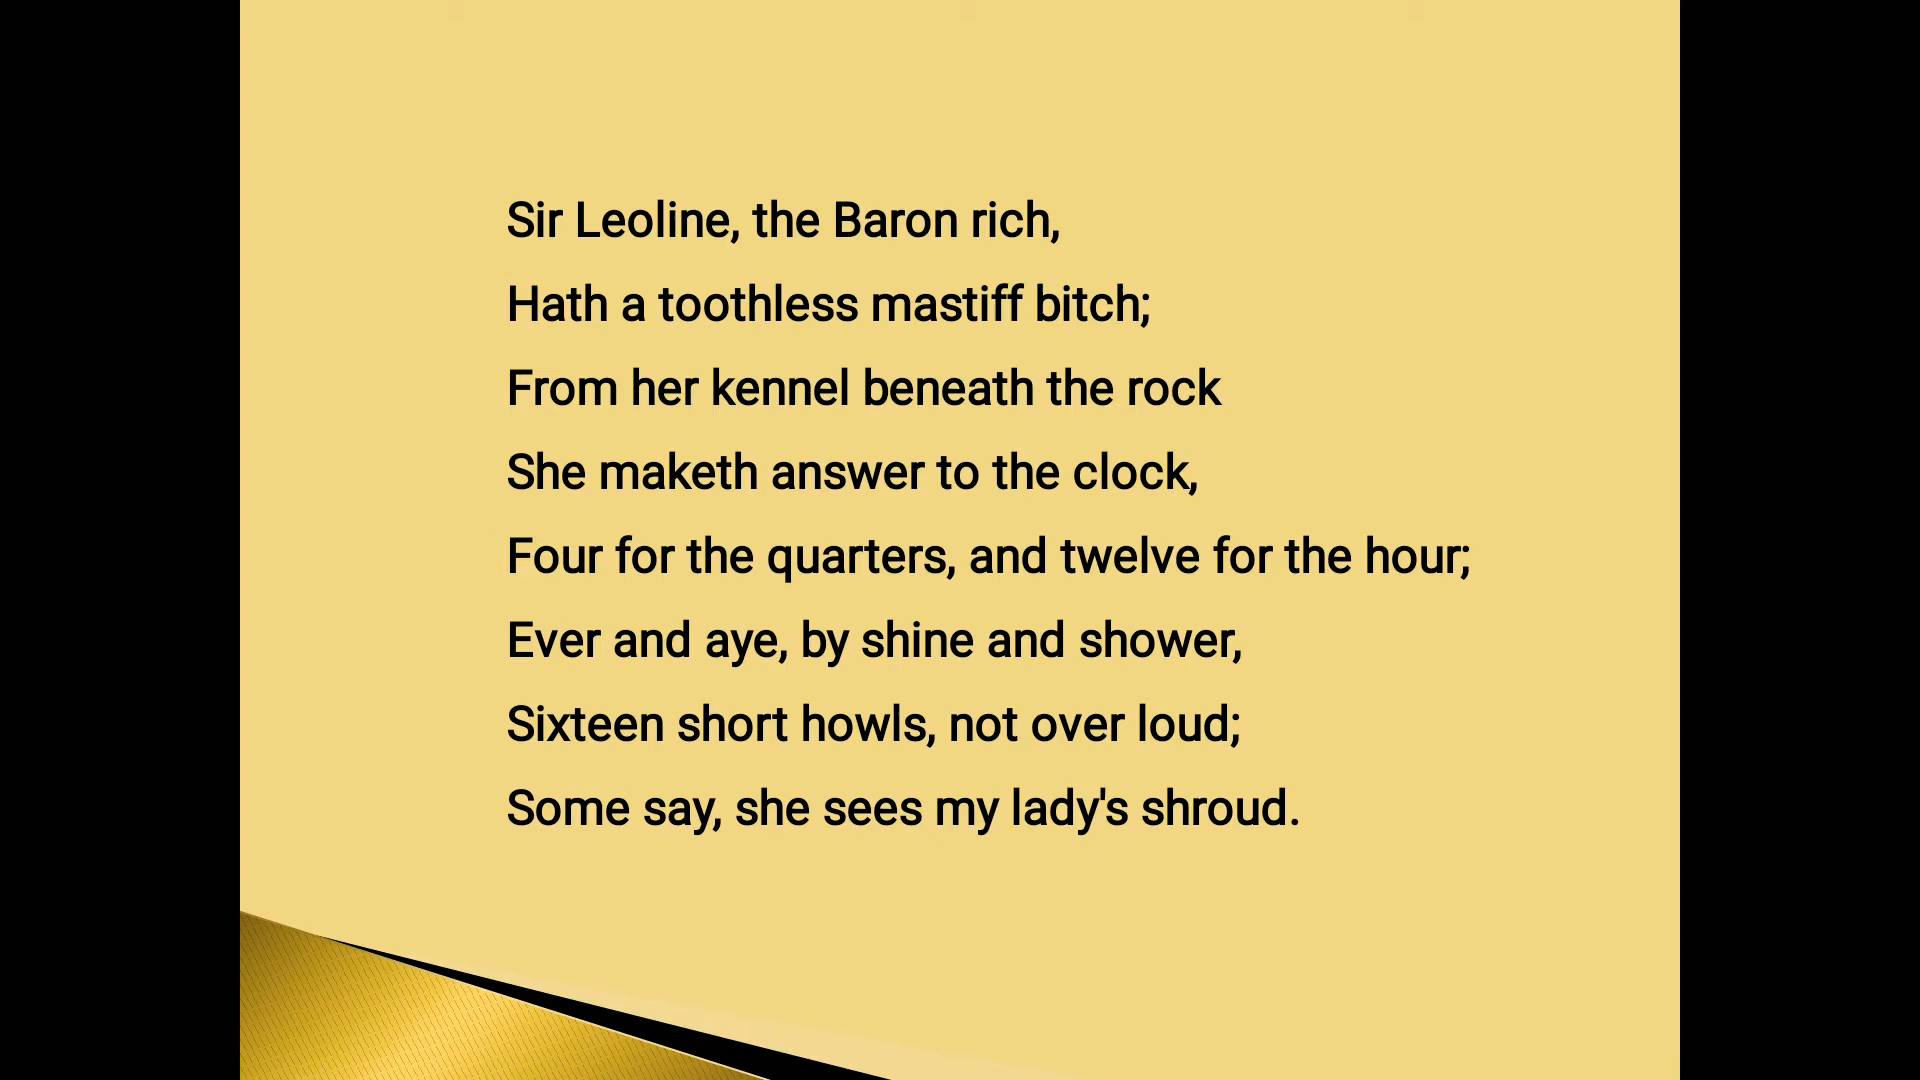 Sir Leoline, the Baron rich,
Hath a toothless mastiff bitch;
From her kennel beneath the rock
She maketh answer to the clock,
Four for the quarters, and twelve for the hour;
Ever and aye, by shine and shower,
Sixteen short howls, not over loud;
Some say, she sees my lady's shroud.